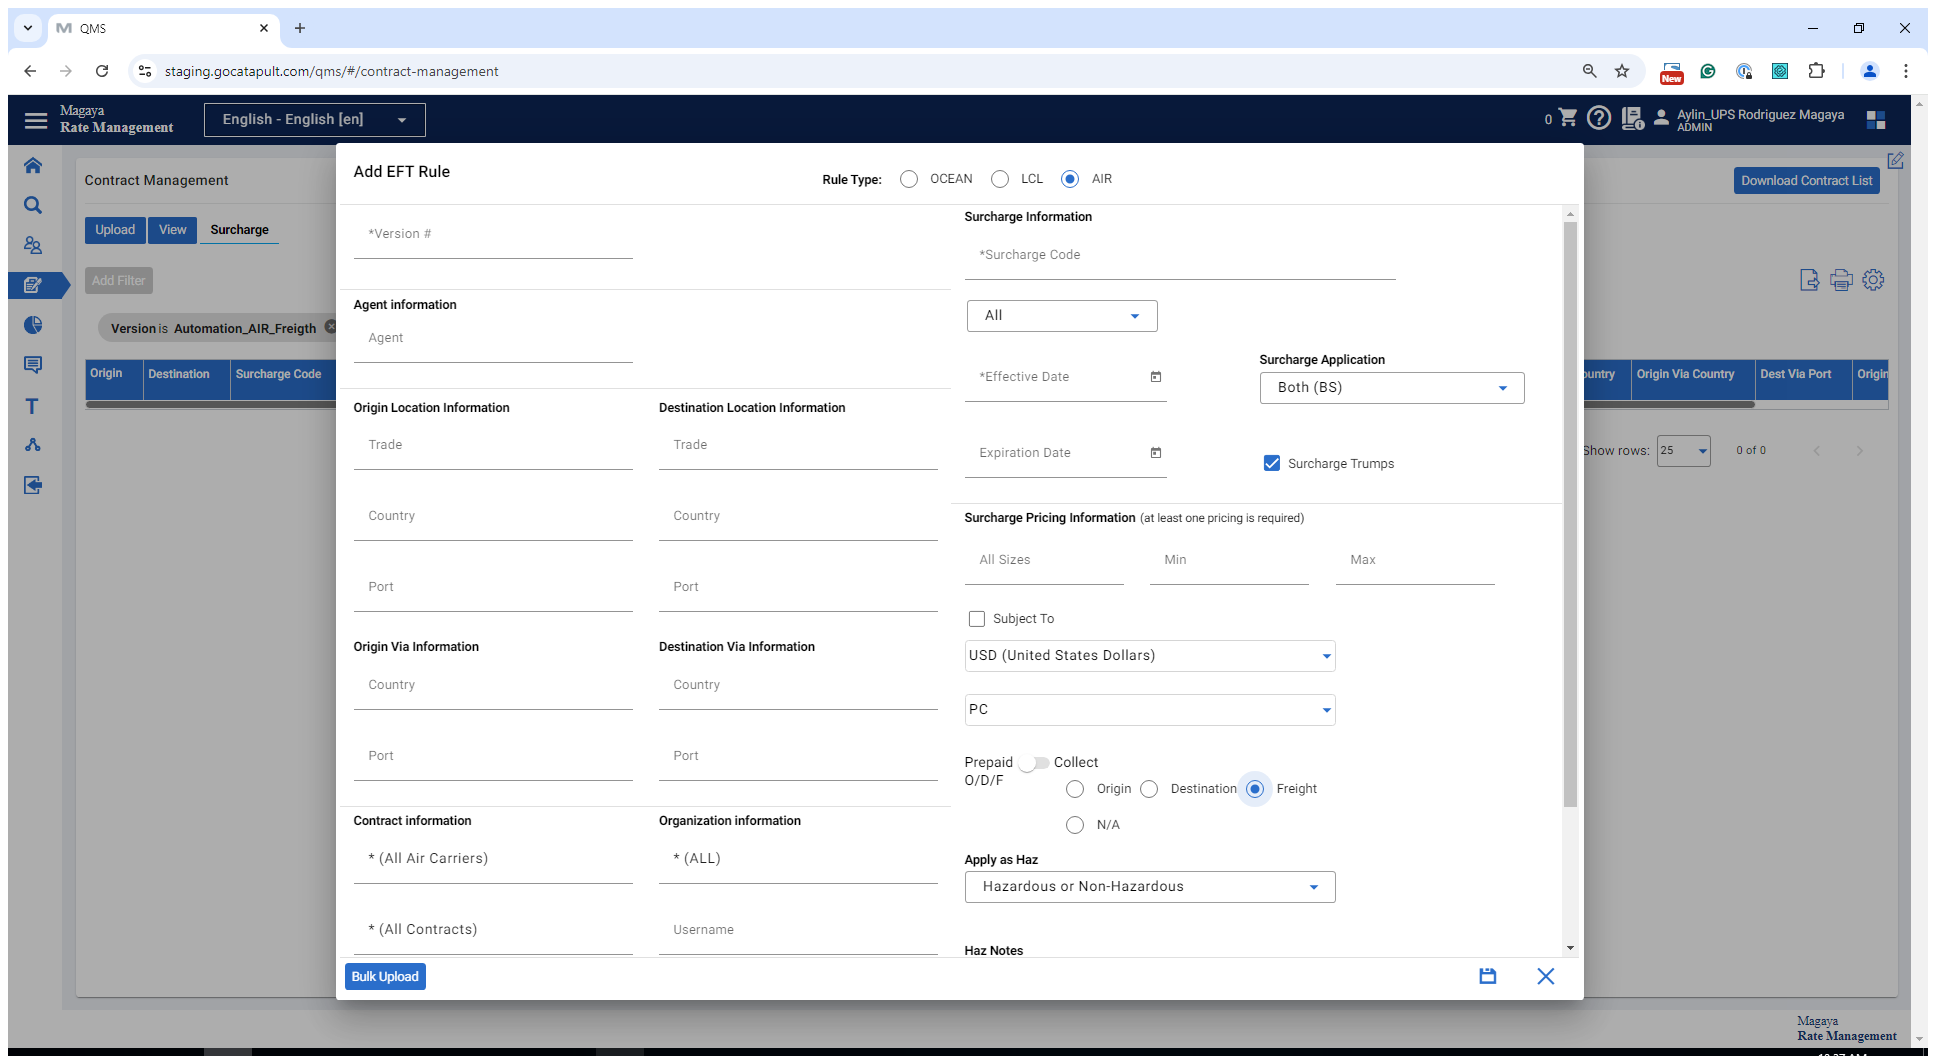 QMS
staging.gocatapult.com/qms/#/contract-management
New
Magaya
Rate Management
English - English [en]
0
Aylin_UPS Rodriguez Magaya
ADMIN
Contract Management
Download Contract List
Upload
View
Surcharge
Add Filter
Version is Automation_AIR_Freigth
Origin
Destination
Surcharge Code
Origin Via Country
Dest Via Port
Origin
Show rows:
25
0 of 0
Add EFT Rule
Rule Type:
OCEAN
LCL
AIR
*Version #
Agent information
Agent
Origin Location Information
Destination Location Information
Trade
Trade
Country
Country
Port
Port
Origin Via Information
Destination Via Information
Country
Country
Port
Port
Contract information
Organization information
* (All Air Carriers)
* (ALL)
* (All Contracts)
Username
Surcharge Information
*Surcharge Code
All
*Effective Date
Surcharge Application
Both (BS)
Expiration Date
Surcharge Trumps
Surcharge Pricing Information (at least one pricing is required)
All Sizes
Min
Max
Subject To
USD (United States Dollars)
PC
Prepaid
Collect
O/D/F
Origin
Destination
Freight
N/A
Apply as Haz
Hazardous or Non-Hazardous
Haz Notes
Bulk Upload
Magaya
Rate Management